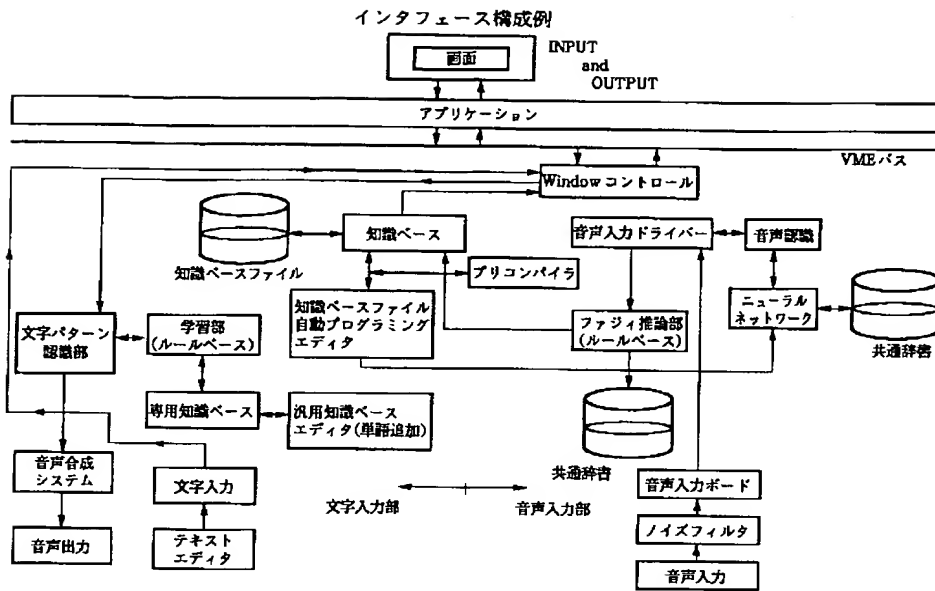 インタフェース構成例
画面
INPUT
and
OUTPUT
アプリケーション
VMEバス
Windowコントロール
知識ベース
音声入力ドライバー
音声認識
知識ベースファイル
プリコンパイラ
知識ベースファイル
自動プログラミング
エディタ
ファジィ推論部
(ルールベース)
ニューラル
ネットワーク
共通辞書
文字パターン
認識部
学習部
(ルールベース)
専用知識ベース
汎用知識ベース
エディタ(単語追加)
共通辞書
音声合成
システム
文字入力
文字入力部
音声入力部
音声入力ボード
音声出力
テキスト
エディタ
ノイズフィルタ
音声入力